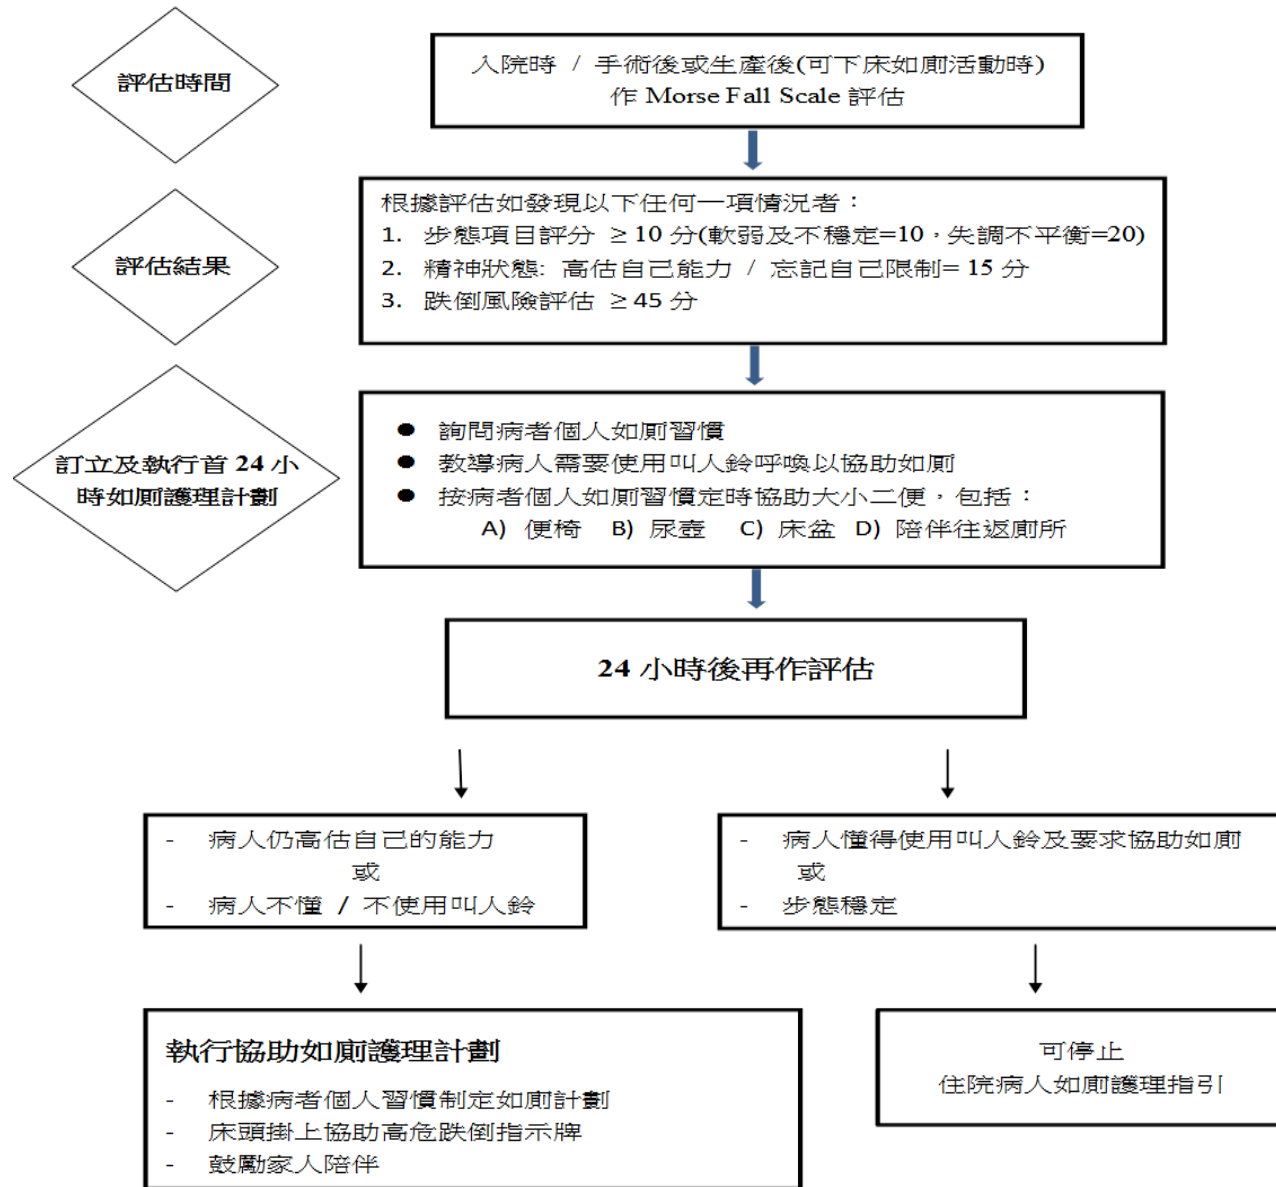 評估時間
入院時 / 手術後或生產後(可下床如廁活動時)
作 Morse Fall Scale 評估
評估結果
根據評估如發現以下任何一項情況者：
1. 步態項目評分 ≥ 10 分(軟弱及不穩定=10，失調不平衡=20)
2. 精神狀態: 高估自己能力 / 忘記自己限制= 15 分
3. 跌倒風險評估 ≥ 45 分
訂立及執行首 24 小
時如廁護理計劃
● 詢問病者個人如廁習慣
● 教導病人需要使用叫人鈴呼喚以協助如廁
● 按病者個人如廁習慣定時協助大小二便，包括：
A) 便椅 B) 尿壺 C) 床盆 D) 陪伴往返廁所
24 小時後再作評估
- 病人仍高估自己的能力
或
- 病人不懂 / 不使用叫人鈴
- 病人懂得使用叫人鈴及要求協助如廁
或
- 步態穩定
執行協助如廁護理計劃
- 根據病者個人習慣制定如廁計劃
- 床頭掛上協助高危跌倒指示牌
- 鼓勵家人陪伴
可停止
住院病人如廁護理指引